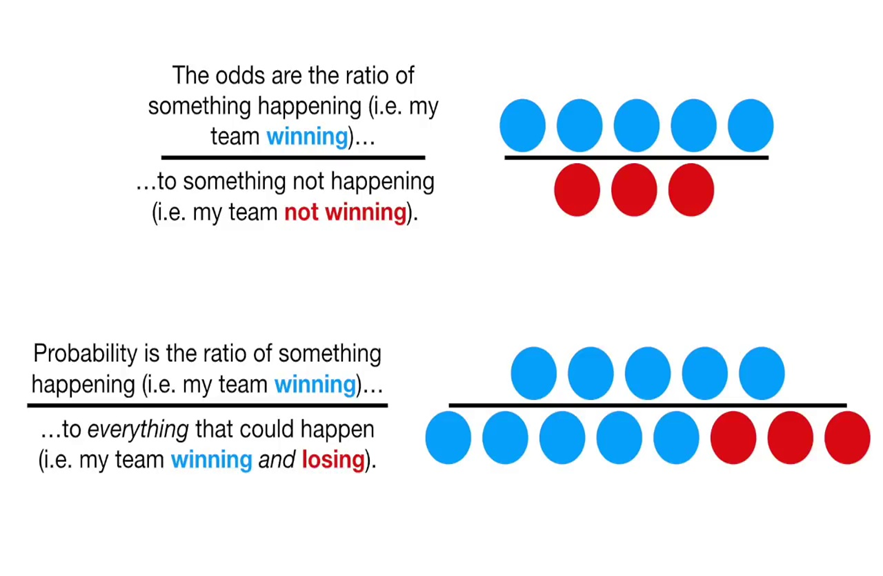 The odds are the ratio of
something happening (i.e. my
team winning)…
…to something not happening
(i.e. my team not winning).
Probability is the ratio of something
happening (i.e. my team winning)…
…to everything that could happen
(i.e. my team winning and losing).